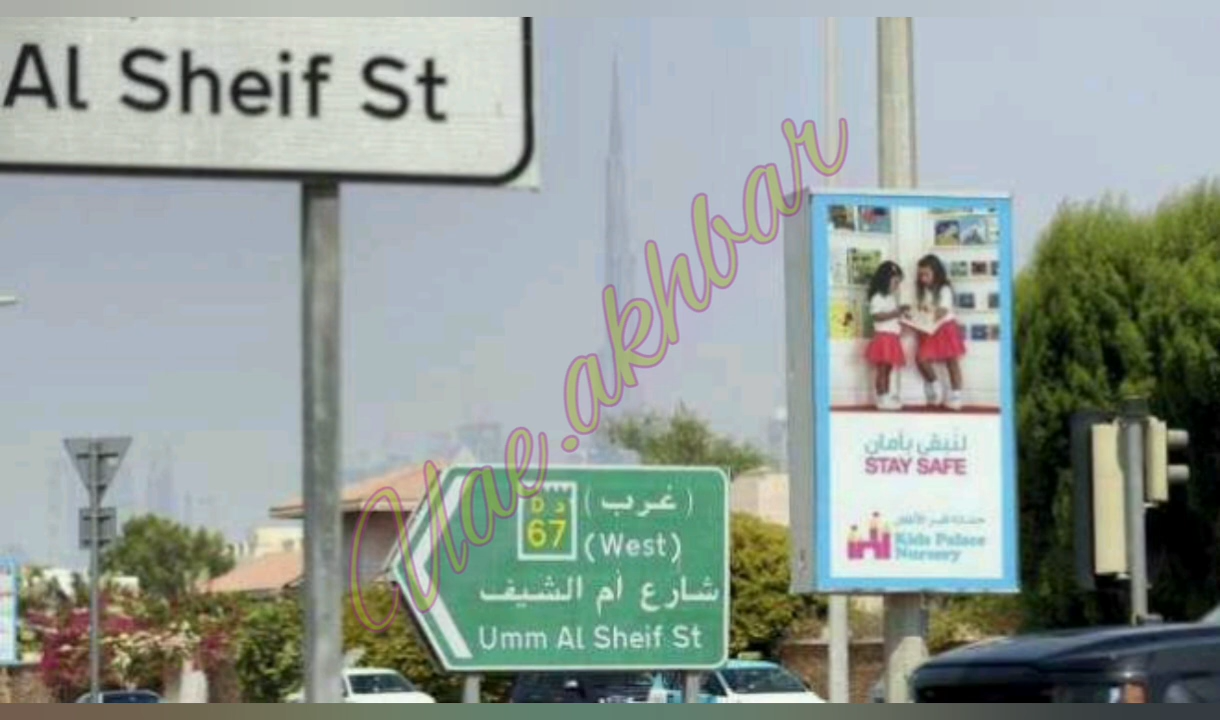 Al Sheif St
Uae.akhbar
D د
67
(غرب)
(West)
شارع أم الشيف
Umm Al Sheif St
لنبقى بأمان
STAY SAFE
Kids Palace
Nursery